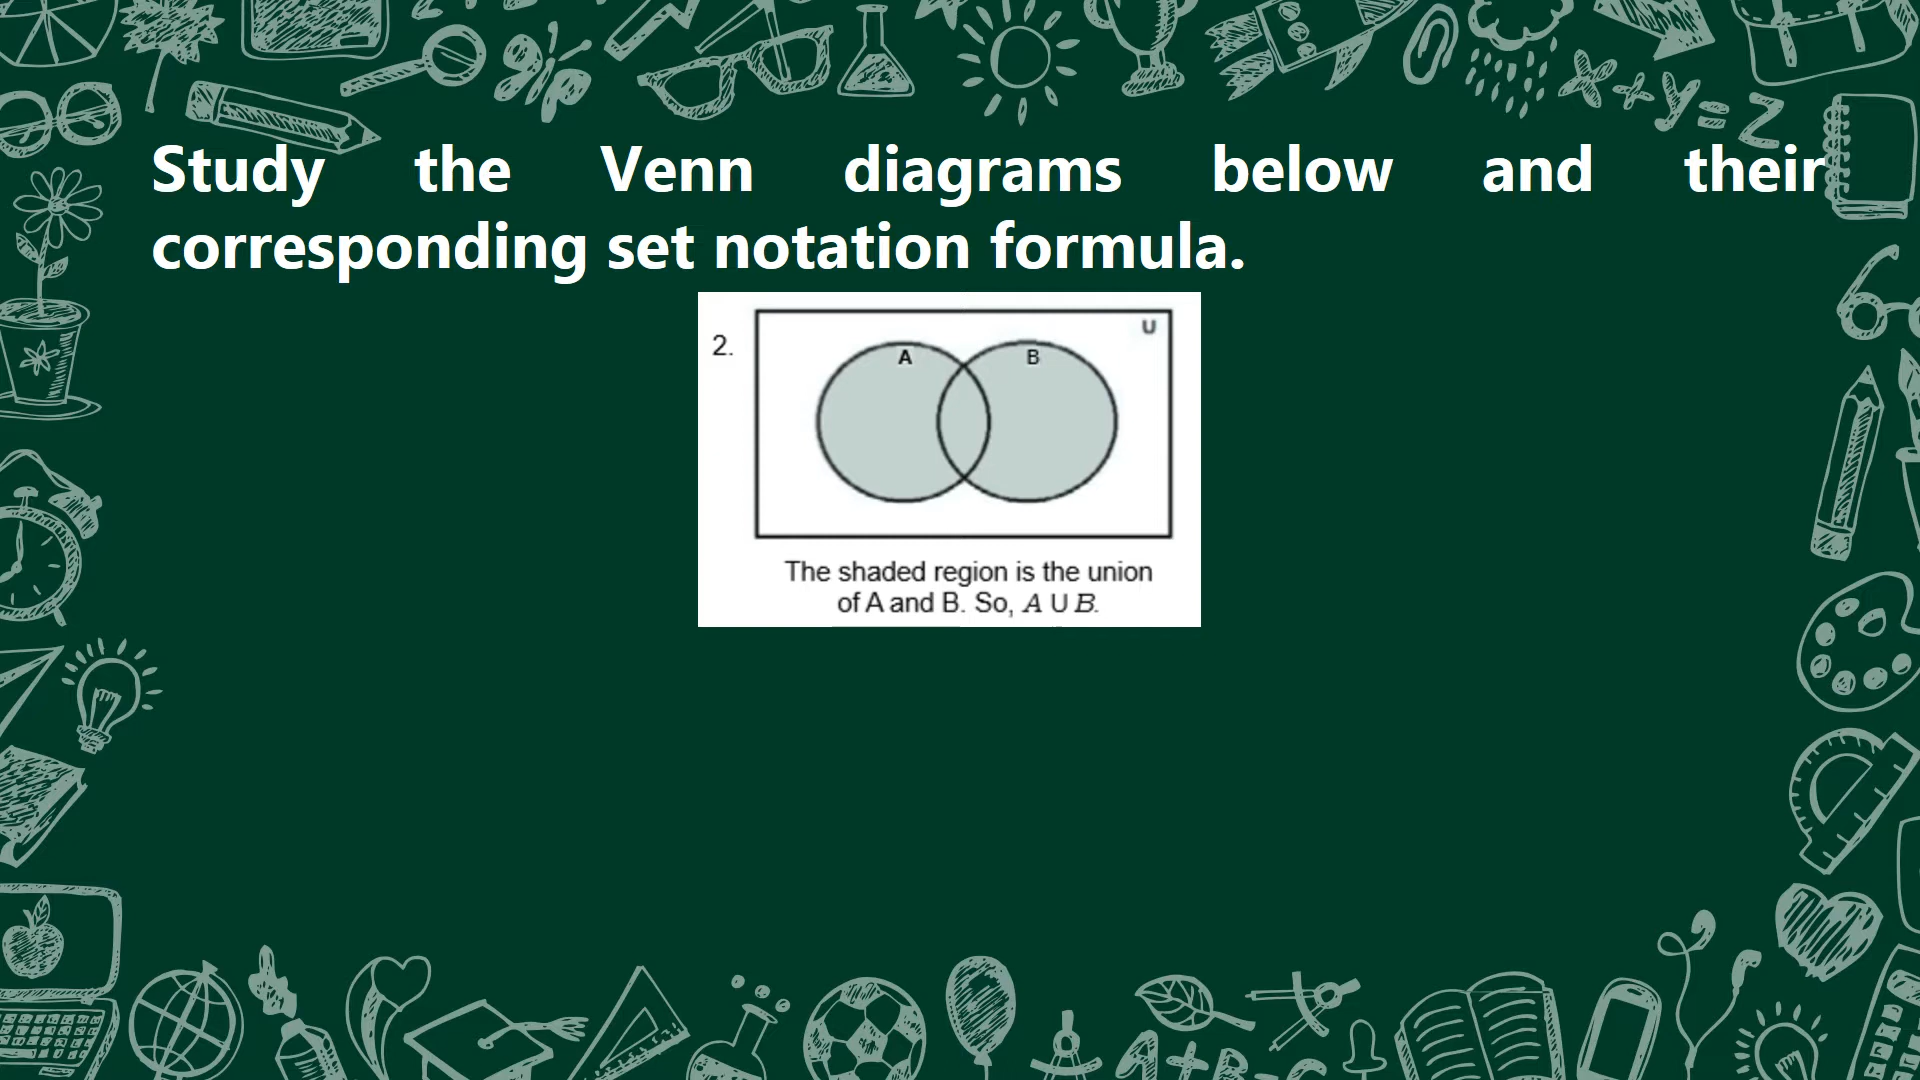 x+y=z
Study the Venn diagrams below and their
corresponding set notation formula.
2.
U
A
B
The shaded region is the union
of A and B. So, A ∪ B.
A+B=C